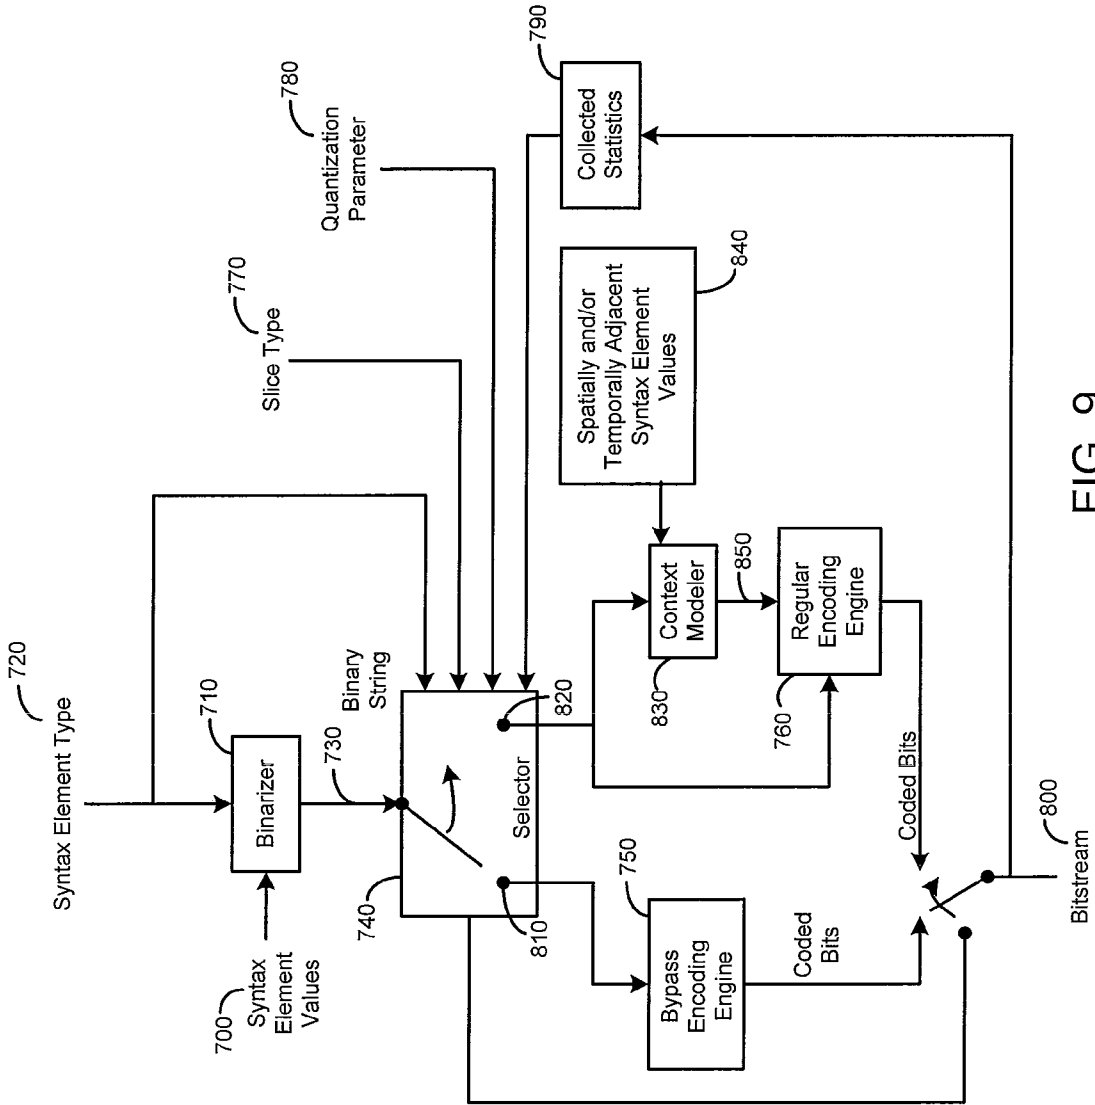 720
Syntax Element Type
710
Binarizer
700
Syntax
Element
Values
730
Binary
String
740
Selector
810
820
770
Slice Type
780
Quantization
Parameter
790
Collected
Statistics
Spatially and/or
Temporally Adjacent
Syntax Element
Values
840
Context
Modeler
830
850
Regular
Encoding
Engine
760
750
Bypass
Encoding
Engine
Coded
Bits
Coded Bits
800
Bitstream
FIG. 9